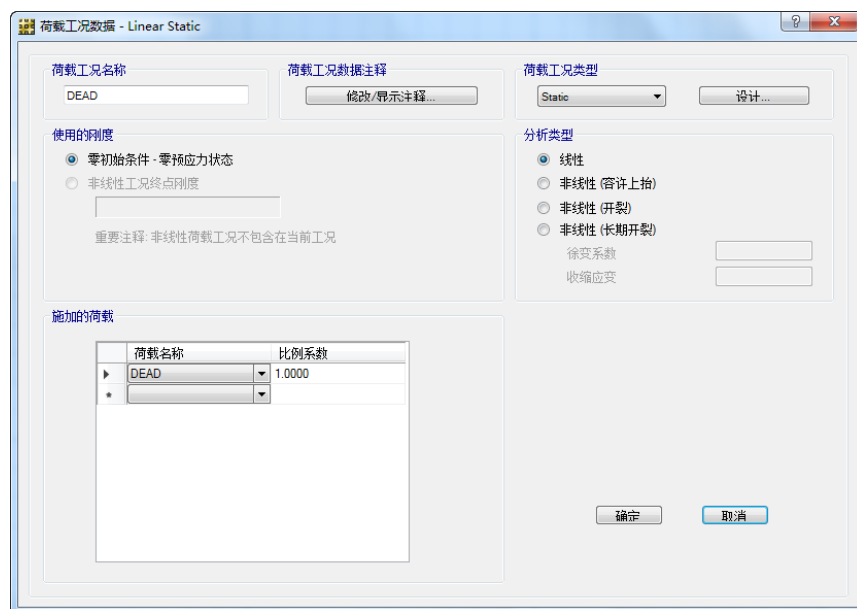 荷载工况数据 - Linear Static
荷载工况名称
荷载工况数据注释
荷载工况类型
DEAD
修改/显示注释...
Static
设计...
使用的刚度
分析类型
零初始条件 - 零预应力状态
线性
非线性工况终点刚度
非线性 (容许上抬)
非线性 (开裂)
重要注释: 非线性荷载工况不包含在当前工况
非线性 (长期开裂)
徐变系数
收缩应变
施加的荷载
荷载名称 比例系数
DEAD 1.0000
*
确定
取消